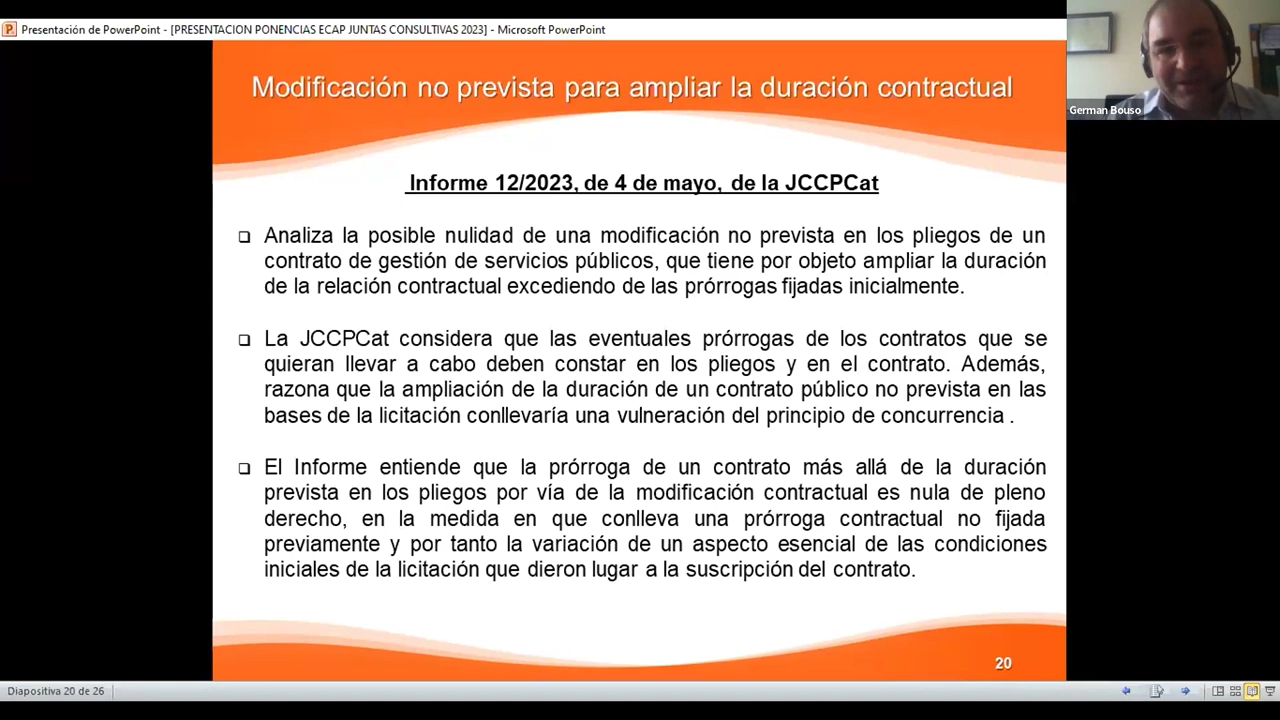 Presentación de PowerPoint - [PRESENTACION PONENCIAS ECAP JUNTAS CONSULTIVAS 2023] - Microsoft PowerPoint
German Bouso
Modificación no prevista para ampliar la duración contractual
Informe 12/2023, de 4 de mayo, de la JCCPCat
Analiza la posible nulidad de una modificación no prevista en los pliegos de un
contrato de gestión de servicios públicos, que tiene por objeto ampliar la duración
de la relación contractual excediendo de las prórrogas fijadas inicialmente.
La JCCPCat considera que las eventuales prórrogas de los contratos que se
quieran llevar a cabo deben constar en los pliegos y en el contrato. Además,
razona que la ampliación de la duración de un contrato público no prevista en las
bases de la licitación conllevaría una vulneración del principio de concurrencia .
El Informe entiende que la prórroga de un contrato más allá de la duración
prevista en los pliegos por vía de la modificación contractual es nula de pleno
derecho, en la medida en que conlleva una prórroga contractual no fijada
previamente y por tanto la variación de un aspecto esencial de las condiciones
iniciales de la licitación que dieron lugar a la suscripción del contrato.
20
Diapositiva 20 de 26